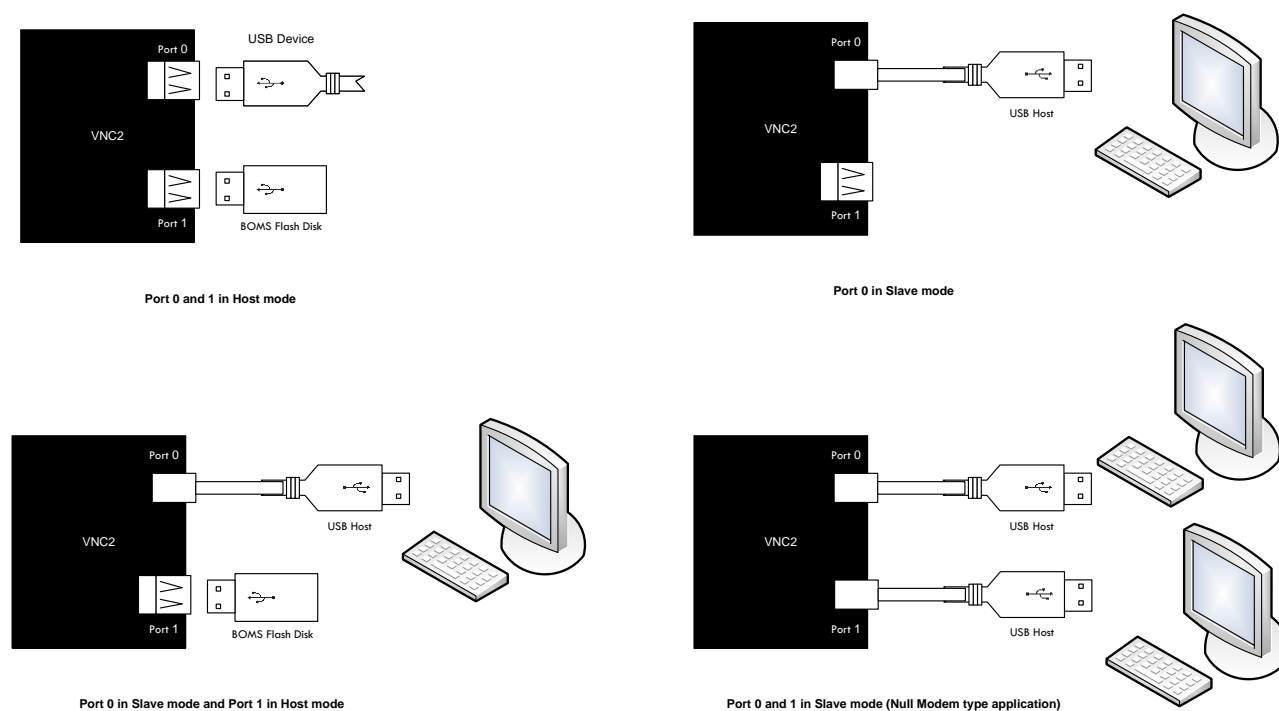 Port 0
USB Device
VNC2
Port 1
BOMS Flash Disk
Port 0 and 1 in Host mode
Port 0
USB Host
VNC2
Port 1
Port 0 in Slave mode
Port 0
USB Host
VNC2
Port 1
BOMS Flash Disk
Port 0 in Slave mode and Port 1 in Host mode
Port 0
USB Host
VNC2
Port 1
USB Host
Port 0 and 1 in Slave mode (Null Modem type application)